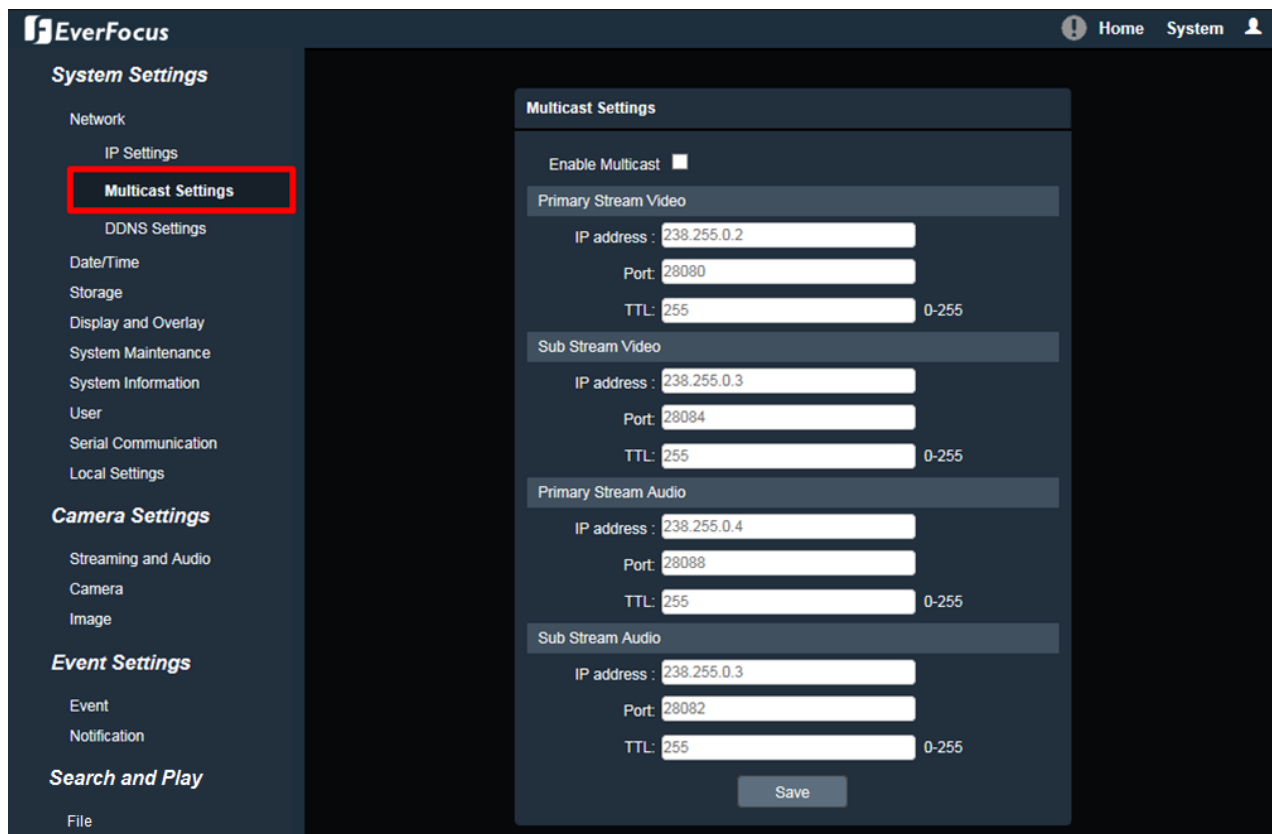 EverFocus
Home System
System Settings
Network
IP Settings
Multicast Settings
DDNS Settings
Date/Time
Storage
Display and Overlay
System Maintenance
System Information
User
Serial Communication
Local Settings
Camera Settings
Streaming and Audio
Camera
Image
Event Settings
Event
Notification
Search and Play
File
Multicast Settings
Enable Multicast
Primary Stream Video
IP address : 238.255.0.2
Port: 28080
TTL: 255 0-255
Sub Stream Video
IP address : 238.255.0.3
Port: 28084
TTL: 255 0-255
Primary Stream Audio
IP address : 238.255.0.4
Port: 28088
TTL: 255 0-255
Sub Stream Audio
IP address : 238.255.0.3
Port: 28082
TTL: 255 0-255
Save